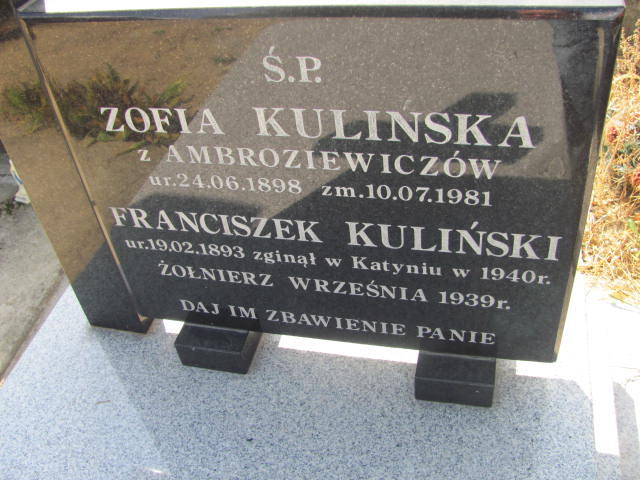 Ś.P.
ZOFIA KULIŃSKA
z AMBROZIEWICZÓW
ur.24.06.1898 zm.10.07.1981
FRANCISZEK KULIŃSKI
ur.19.02.1893 zginął w Katyniu w 1940r.
ŻOŁNIERZ WRZEŚNIA 1939r.
DAJ IM ZBAWIENIE PANIE